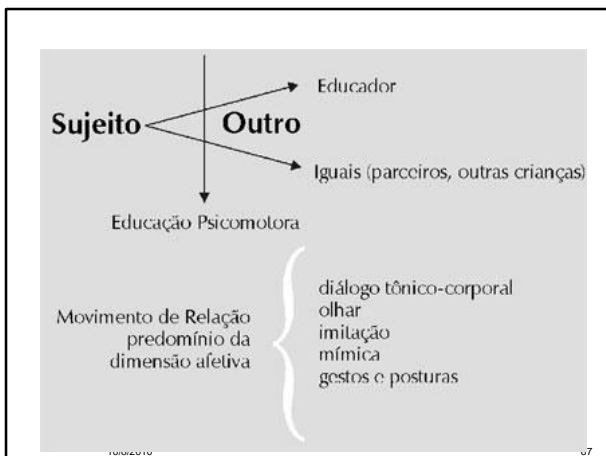 Educador
Sujeito Outro
Iguais (parceiros, outras crianças)
Educação Psicomotora
Movimento de Relação
predomínio da
dimensão afetiva
diálogo tônico-corporal
olhar
imitação
mímica
gestos e posturas